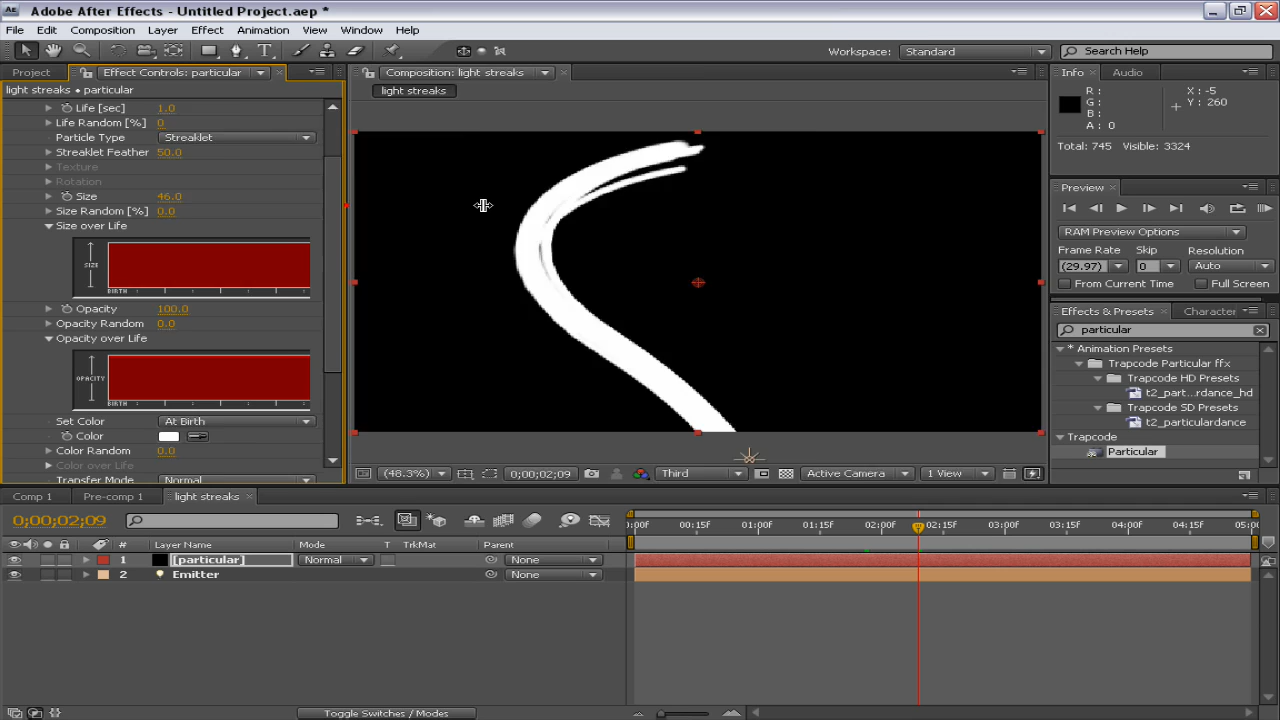 Adobe After Effects - Untitled Project.aep *
File Edit Composition Layer Effect Animation View Window Help
Workspace: Standard Search Help
Project Effect Controls: particular
light streaks • particular
Life [sec] 1.0
Life Random [%] 0
Particle Type Streaklet
Streaklet Feather 50.0
Texture
Rotation
Size 46.0
Size Random [%] 0.0
Size over Life
SIZE
BIRTH
Opacity 100.0
Opacity Random 0.0
Opacity over Life
OPACITY
BIRTH
Set Color At Birth
Color
Color Random 0.0
Color over Life
Transfer Mode Normal
Composition: light streaks
light streaks
(48.3%) 0;00;02;09 Third Active Camera 1 View
Info Audio
R :
G :
B :
A : 0
X : -5
Y : 260
Total: 745 Visible: 3324
Preview
RAM Preview Options
Frame Rate Skip Resolution
(29.97) 0 Auto
From Current Time Full Screen
Effects & Presets Character
particular
* Animation Presets
Trapcode Particular ffx
Trapcode HD Presets
t2_part...rdance_hd
Trapcode SD Presets
t2_particulardance
Trapcode
Particular
Comp 1 Pre-comp 1 light streaks
0;00;02;09
:00F 00:15F 01:00F 01:15F 02:00F 02:15F 03:00F 03:15F 04:00F 04:15F 05:00
# Layer Name Mode T TrkMat Parent
1 [particular] Normal None
2 Emitter None
Toggle Switches / Modes